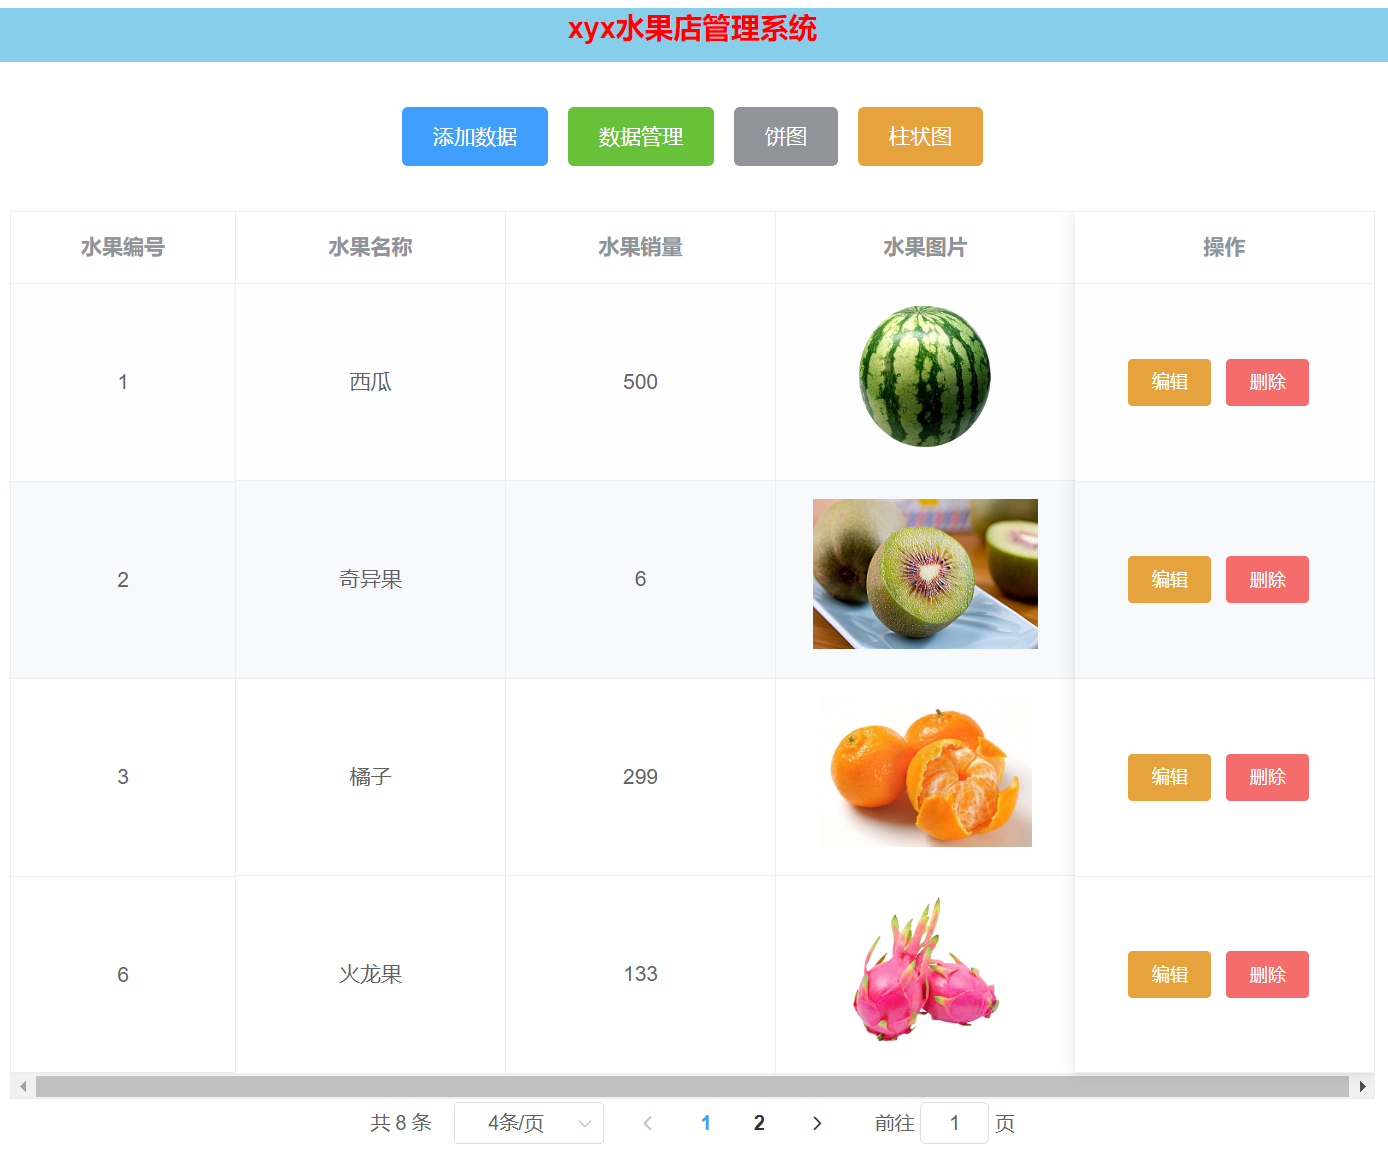 xyx水果店管理系统
添加数据 数据管理 饼图 柱状图
水果编号 水果名称 水果销量 水果图片 操作
1 西瓜 500 编辑 删除
2 奇异果 6 编辑 删除
3 橘子 299 编辑 删除
6 火龙果 133 编辑 删除
共 8 条 4条/页 1 2 前往 1 页